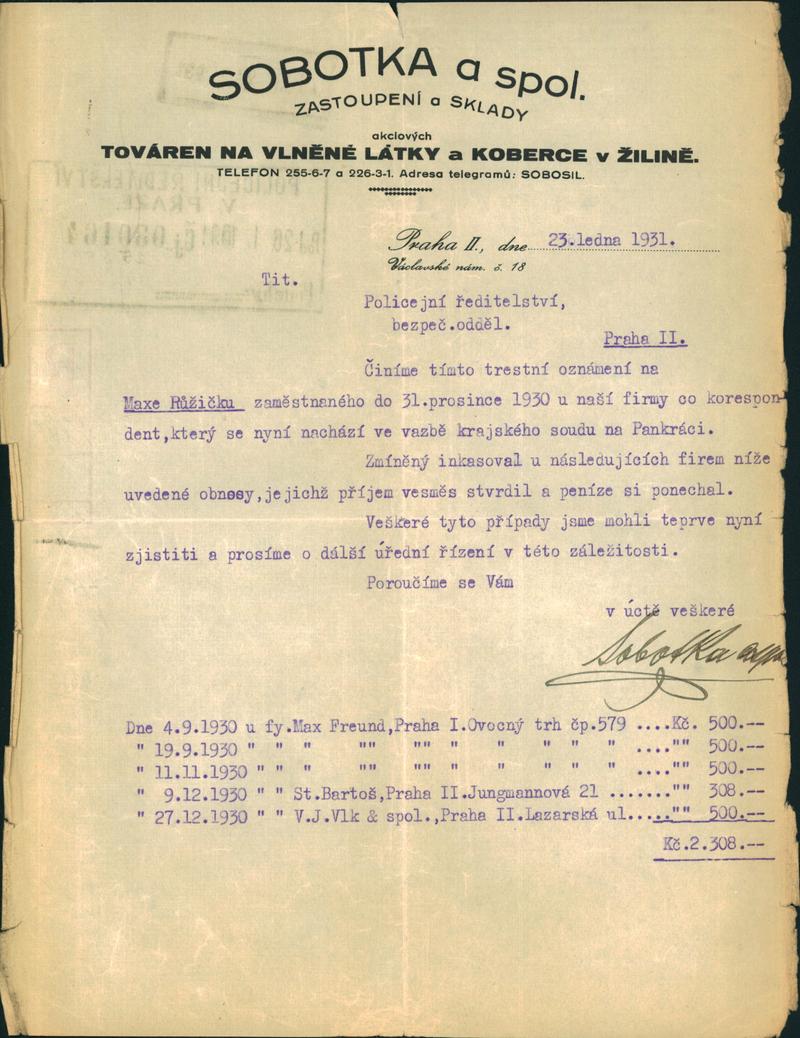 SOBOTKA a spol.
ZASTOUPENÍ a SKLADY
akciových
TOVÁREN NA VLNĚNÉ LÁTKY a KOBERCE v ŽILINĚ.
TELEFON 255-6-7 a 226-3-1. Adresa telegramů: SOBOSIL.
Praha II., dne 23.ledna 1931.
Václavské nám. č. 18
Tit.
Policejní ředitelství,
bezpeč.odděl.
Praha II.
Činíme tímto trestní oznámení na
Maxe Růžičku zaměstnaného do 31.prosince 1930 u naší firmy co korespon-
dent,který se nyní nachází ve vazbě krajského soudu na Pankráci.
Zmíněný inkasoval u následujících firem níže
uvedené obnosy,jejichž příjem vesměs stvrdil a peníze si ponechal.
Veškeré tyto případy jsme mohli teprve nyní
zjistiti a prosíme o další úřední řízení v této záležitosti.
Poroučíme se Vám
v úctě veškeré
Sobotka
Dne 4.9.1930 u fy.Max Freund,Praha I.Ovocný trh čp.579 ....Kč. 500.--
" 19.9.1930 " " " "" "" " " " " " ...."" 500.--
" 11.11.1930 " " " "" "" " " " " " ...."" 500.--
" 9.12.1930 " " St.Bartoš,Praha II.Jungmannová 21 ......."" 308.--
" 27.12.1930 " " V.J.Vlk & spol.,Praha II.Lazarská ul....."" 500.--
Kč.2.308.--